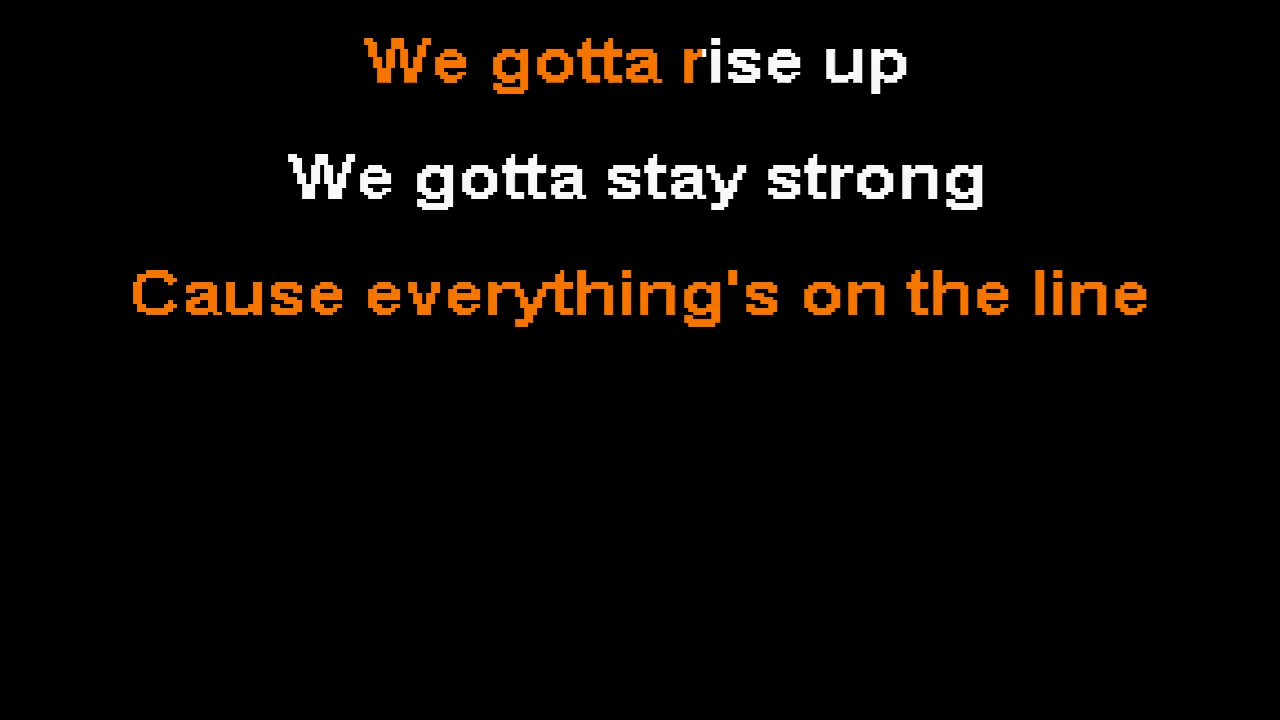 We gotta rise up
We gotta stay strong
Cause everything's on the line